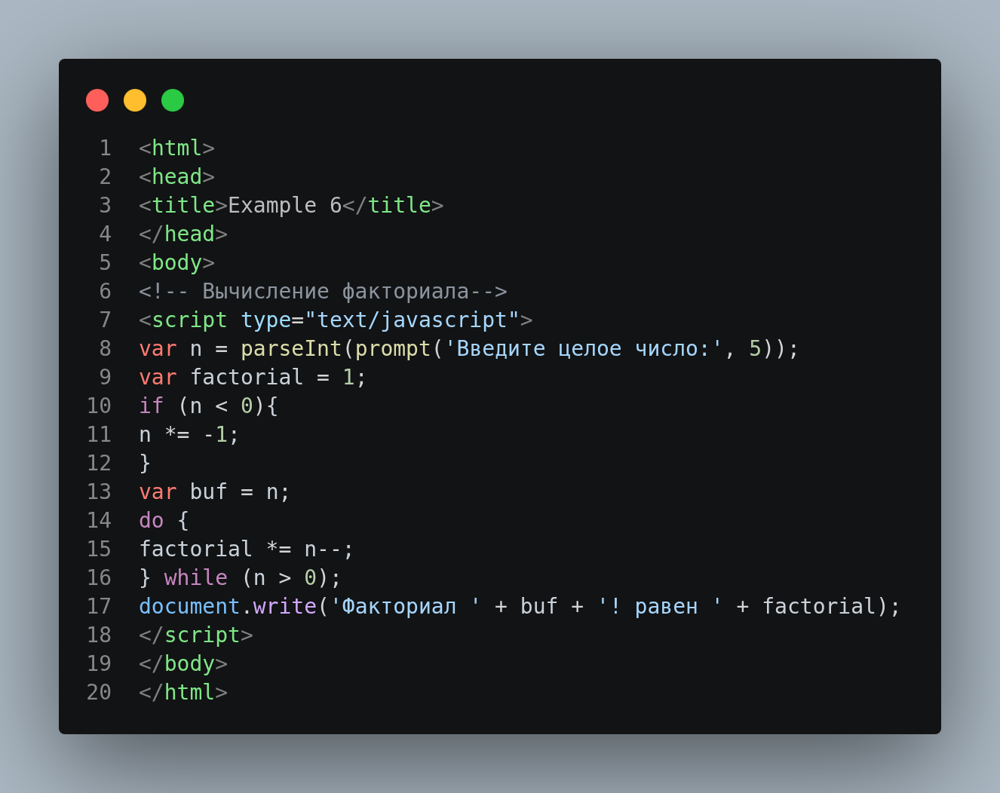 1 <html>
2 <head>
3 <title>Example 6</title>
4 </head>
5 <body>
6 <!-- Вычисление факториала-->
7 <script type="text/javascript">
8 var n = parseInt(prompt('Введите целое число:', 5));
9 var factorial = 1;
10 if (n < 0){
11 n *= -1;
12 }
13 var buf = n;
14 do {
15 factorial *= n--;
16 } while (n > 0);
17 document.write('Факториал ' + buf + '! равен ' + factorial);
18 </script>
19 </body>
20 </html>